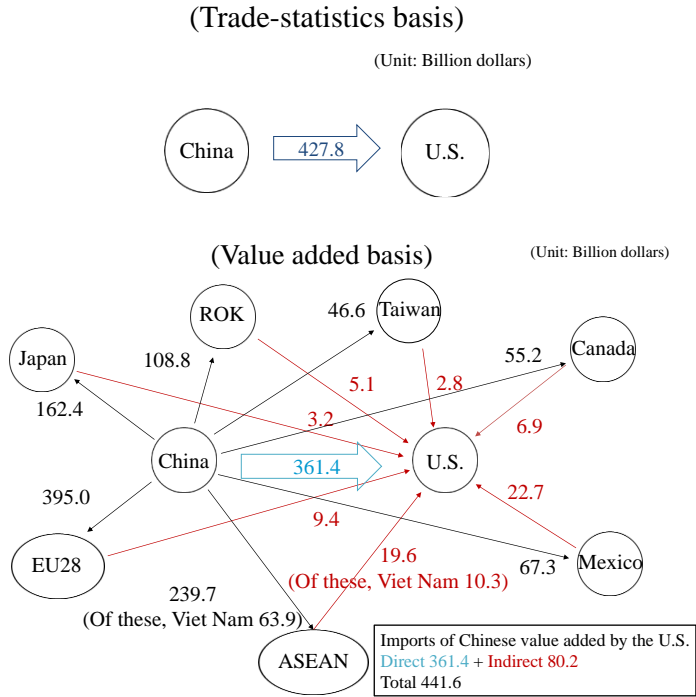 (Trade-statistics basis)
(Unit: Billion dollars)
China
427.8
U.S.
(Value added basis)
(Unit: Billion dollars)
ROK
46.6
Taiwan
Japan
108.8
55.2
Canada
162.4
5.1
2.8
3.2
6.9
China
361.4
U.S.
395.0
22.7
9.4
EU28
19.6
(Of these, Viet Nam 10.3)
67.3
Mexico
239.7
(Of these, Viet Nam 63.9)
ASEAN
Imports of Chinese value added by the U.S.
Direct 361.4 + Indirect 80.2
Total 441.6